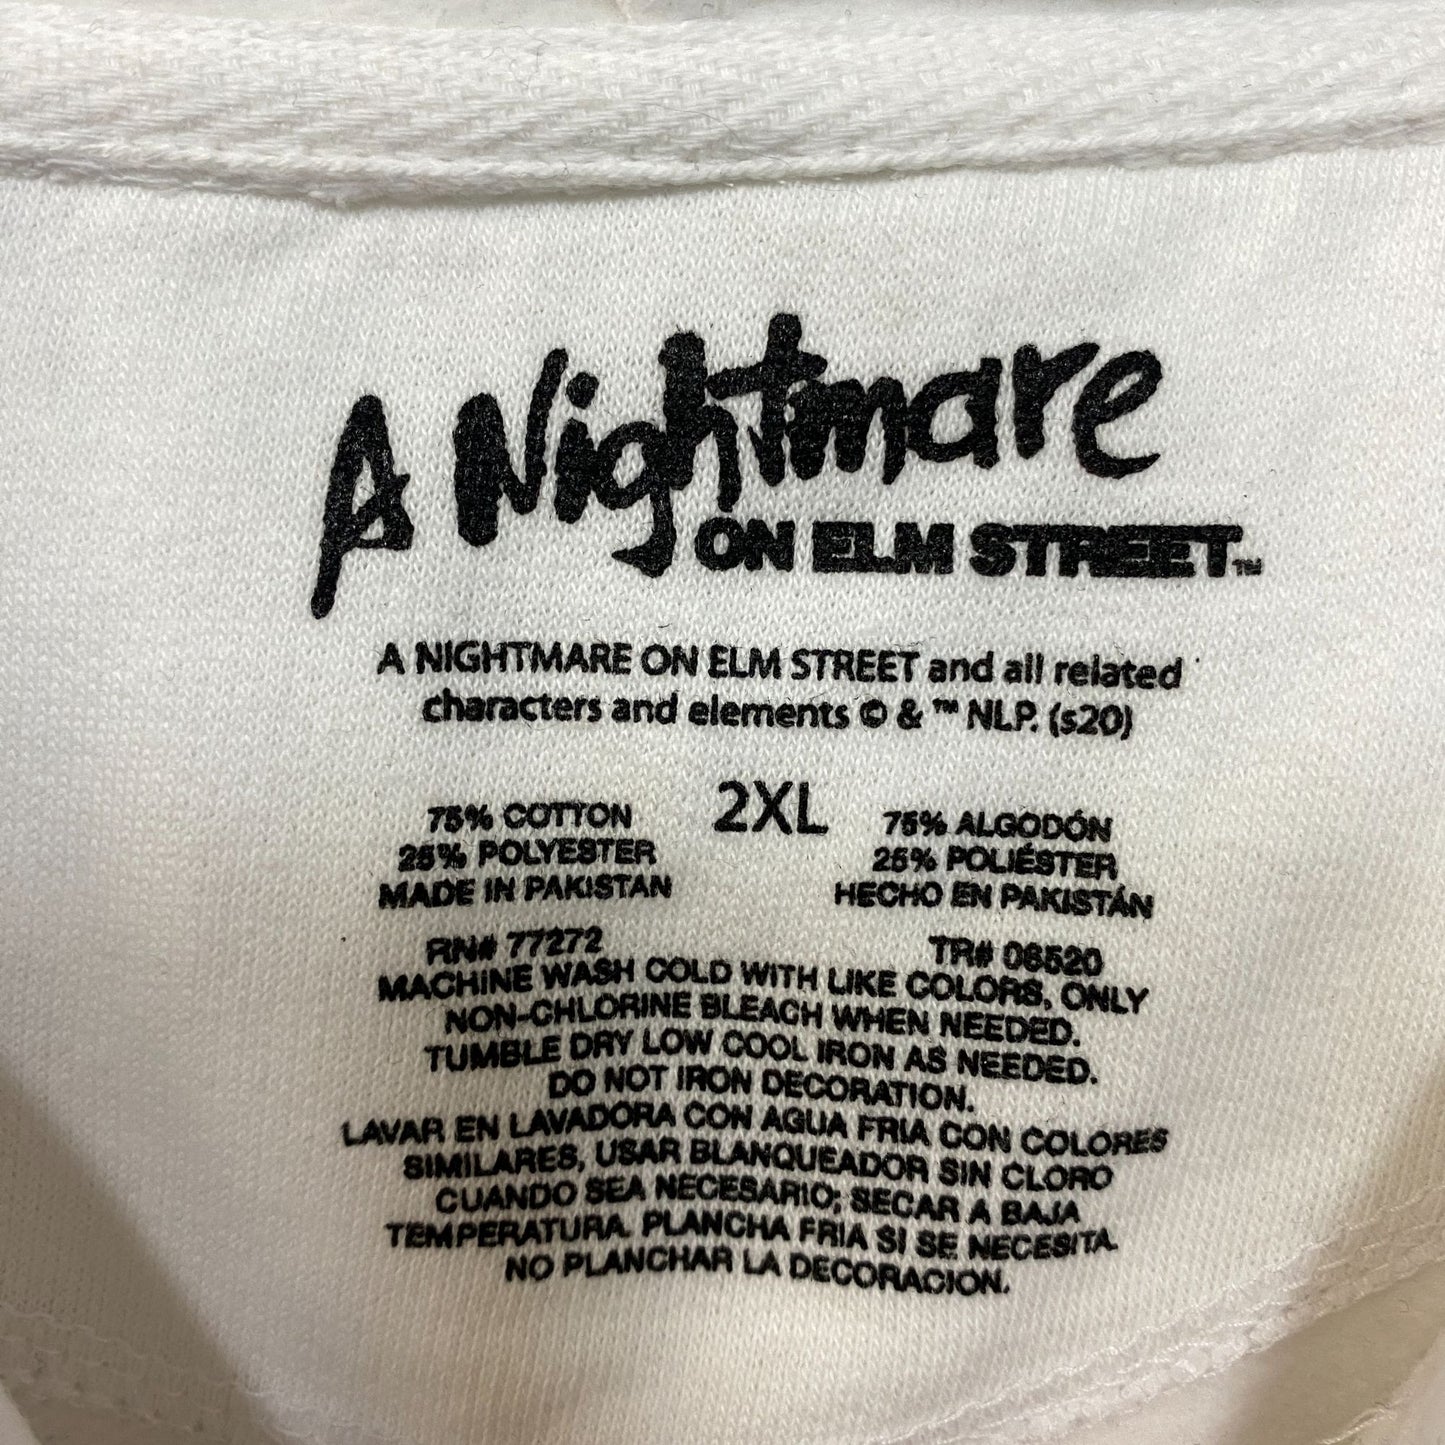 A Nightmare
ON ELM STREET™
A NIGHTMARE ON ELM STREET and all related
characters and elements © & ™ NLP. (s20)
2XL
75% COTTON
25% POLYESTER
MADE IN PAKISTAN
75% ALGODÓN
25% POLIÉSTER
HECHO EN PAKISTÁN
RN# 77272
TR# 08520
MACHINE WASH COLD WITH LIKE COLORS, ONLY
NON-CHLORINE BLEACH WHEN NEEDED.
TUMBLE DRY LOW COOL IRON AS NEEDED.
DO NOT IRON DECORATION.
LAVAR EN LAVADORA CON AGUA FRIA CON COLORES
SIMILARES, USAR BLANQUEADOR SIN CLORO
CUANDO SEA NECESARIO; SECAR A BAJA
TEMPERATURA. PLANCHA FRIA SI SE NECESITA.
NO PLANCHAR LA DECORACION.